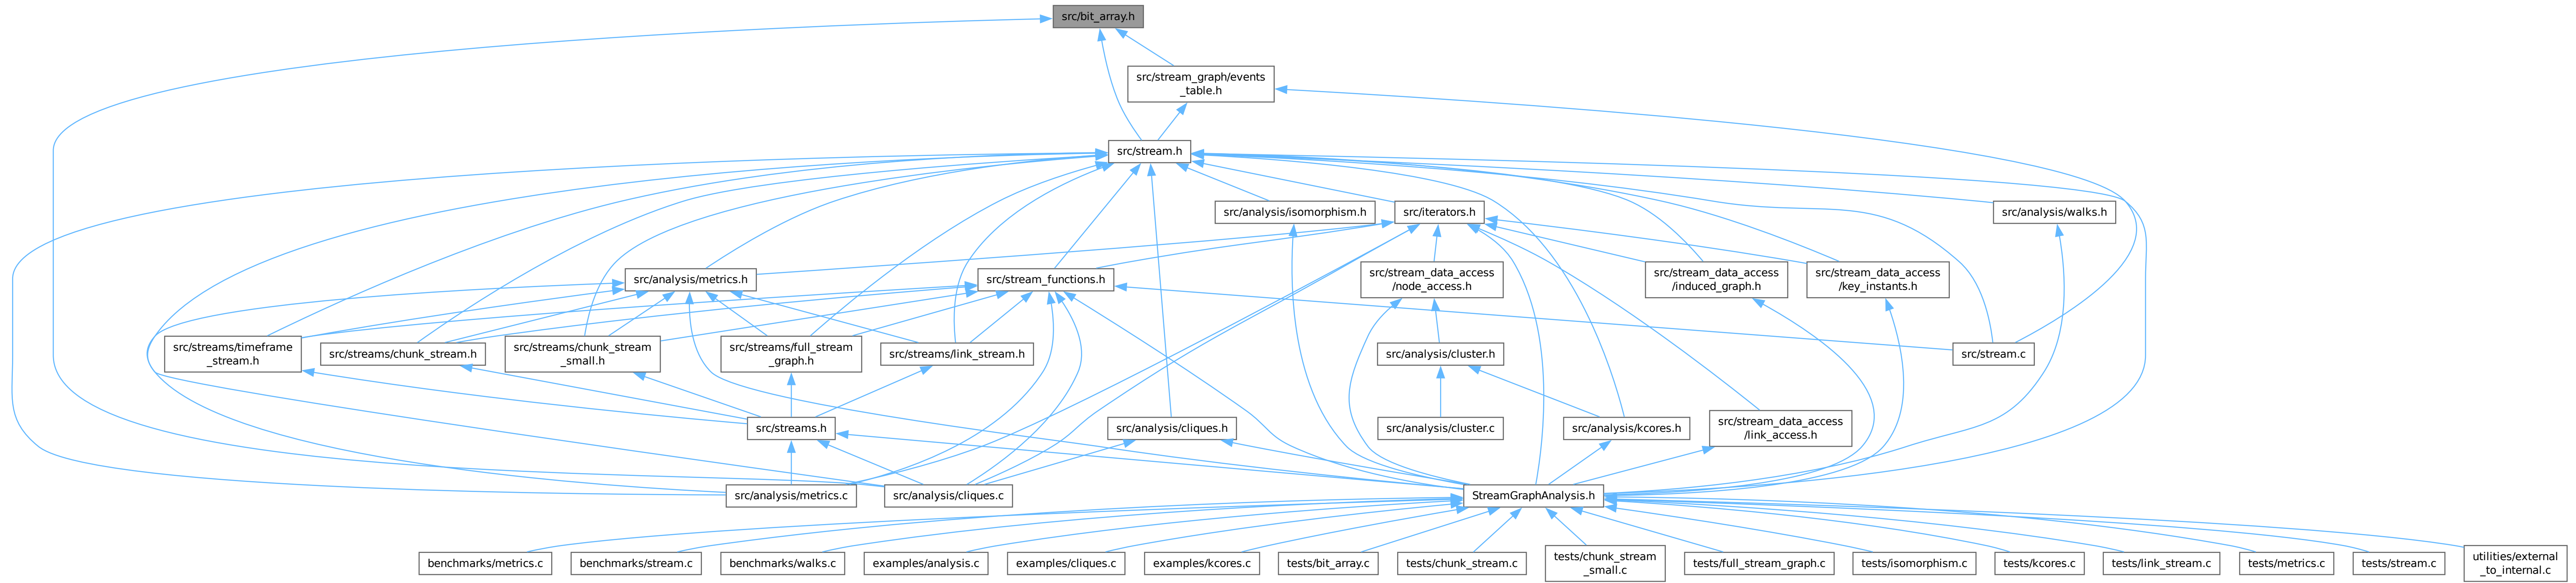 src/bit_array.h
src/stream_graph/events
_table.h
src/stream.h
src/analysis/isomorphism.h
src/iterators.h
src/analysis/walks.h
src/analysis/metrics.h
src/stream_functions.h
src/stream_data_access
/node_access.h
src/stream_data_access
/induced_graph.h
src/stream_data_access
/key_instants.h
src/streams/timeframe
_stream.h
src/streams/chunk_stream.h
src/streams/chunk_stream
_small.h
src/streams/full_stream
_graph.h
src/streams/link_stream.h
src/analysis/cluster.h
src/stream.c
src/streams.h
src/analysis/cliques.h
src/analysis/cluster.c
src/analysis/kcores.h
src/stream_data_access
/link_access.h
src/analysis/metrics.c
src/analysis/cliques.c
StreamGraphAnalysis.h
benchmarks/metrics.c
benchmarks/stream.c
benchmarks/walks.c
examples/analysis.c
examples/cliques.c
examples/kcores.c
tests/bit_array.c
tests/chunk_stream.c
tests/chunk_stream
_small.c
tests/full_stream_graph.c
tests/isomorphism.c
tests/kcores.c
tests/link_stream.c
tests/metrics.c
tests/stream.c
utilities/external
_to_internal.c